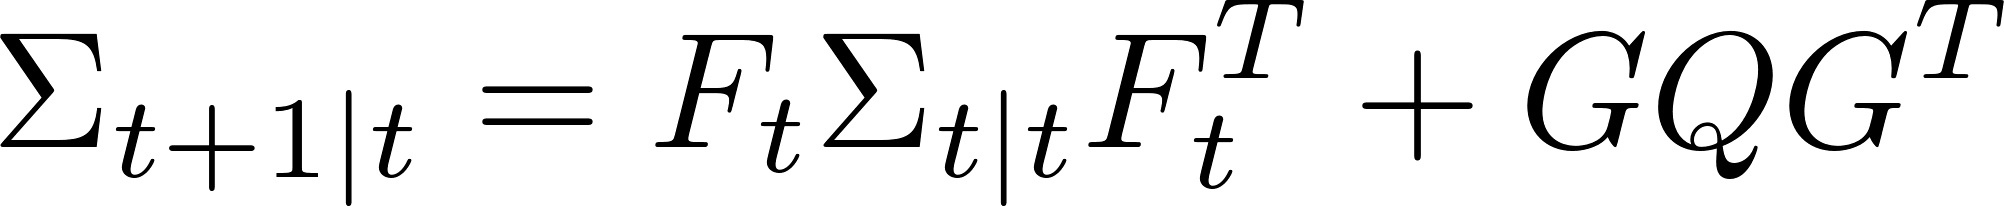 Σ_{t+1|t} = F_t Σ_{t|t} F_t^T + GQG^T